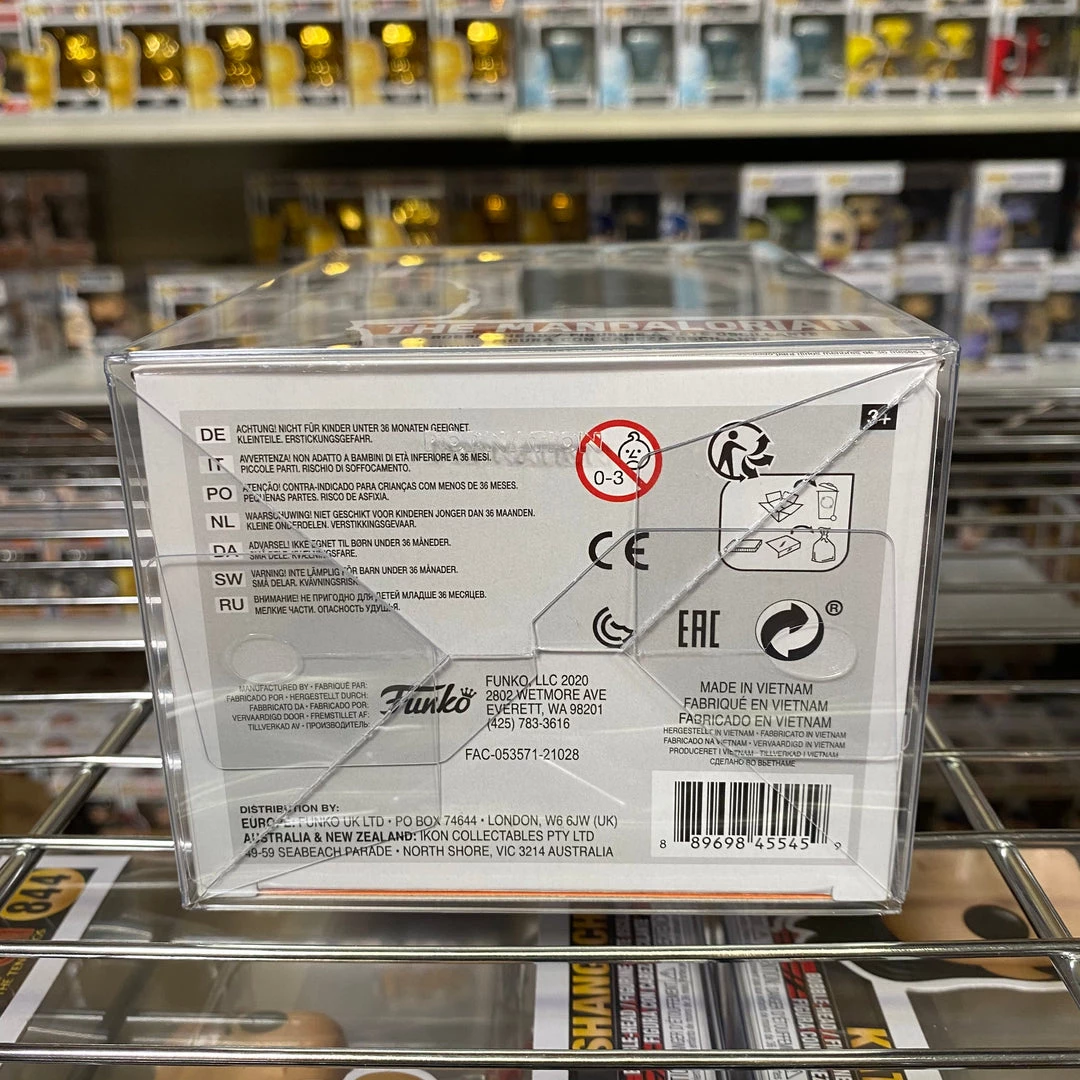 THE MANDALORIAN
3+
POPNATION
DE ACHTUNG! NICHT FÜR KINDER UNTER 36 MONATEN GEEIGNET.
KLEINTEILE. ERSTICKUNGSGEFAHR.
IT AVVERTENZA! NON ADATTO A BAMBINI DI ETÀ INFERIORE A 36 MESI.
PICCOLE PARTI. RISCHIO DI SOFFOCAMENTO.
PO ATENÇÃO! CONTRA-INDICADO PARA CRIANÇAS COM MENOS DE 36 MESES.
PEQUENAS PARTES. RISCO DE ASFIXIA.
NL WAARSCHUWING! NIET GESCHIKT VOOR KINDEREN JONGER DAN 36 MAANDEN.
KLEINE ONDERDELEN. VERSTIKKINGSGEVAAR.
DA ADVARSEL! IKKE EGNET TIL BØRN UNDER 36 MÅNEDER.
SMÅ DELE. KVÆLNINGSFARE.
SW VARNING! INTE LÄMPLIG FÖR BARN UNDER 36 MÅNADER.
SMÅ DELAR. KVÄVNINGSRISK.
RU ВНИМАНИЕ! НЕ ПРИГОДНО ДЛЯ ДЕТЕЙ МЛАДШЕ 36 МЕСЯЦЕВ.
МЕЛКИЕ ЧАСТИ. ОПАСНОСТЬ УДУШЬЯ.
0-3
CE
EAC
®
MANUFACTURED BY • FABRIQUÉ PAR:
FABRICADO POR • HERGESTELLT DURCH:
FABBRICATO DA • FABRICADO POR:
VERVAARDIGD DOOR • FREMSTILLET AF:
TILLVERKAD AV • ПРОИЗВОДИТЕЛЬ:
Funko
FUNKO, LLC 2020
2802 WETMORE AVE
EVERETT, WA 98201
(425) 783-3616
FAC-053571-21028
MADE IN VIETNAM
FABRIQUÉ EN VIETNAM
FABRICADO EN VIETNAM
HERGESTELLT IN VIETNAM • FABBRICATO IN VIETNAM
FABRICADO NA VIETNAM • VERVAARDIGD IN VIETNAM
PRODUCERET I VIETNAM • TILLVERKAD I VIETNAM
СДЕЛАНО ВО ВЬЕТНАМЕ
DISTRIBUTION BY:
EUROPE: FUNKO UK LTD • PO BOX 74644 • LONDON, W6 6JW (UK)
AUSTRALIA & NEW ZEALAND: IKON COLLECTABLES PTY LTD
49-59 SEABEACH PARADE • NORTH SHORE, VIC 3214 AUSTRALIA
8 89698 45545 9
844
SHANG-CH